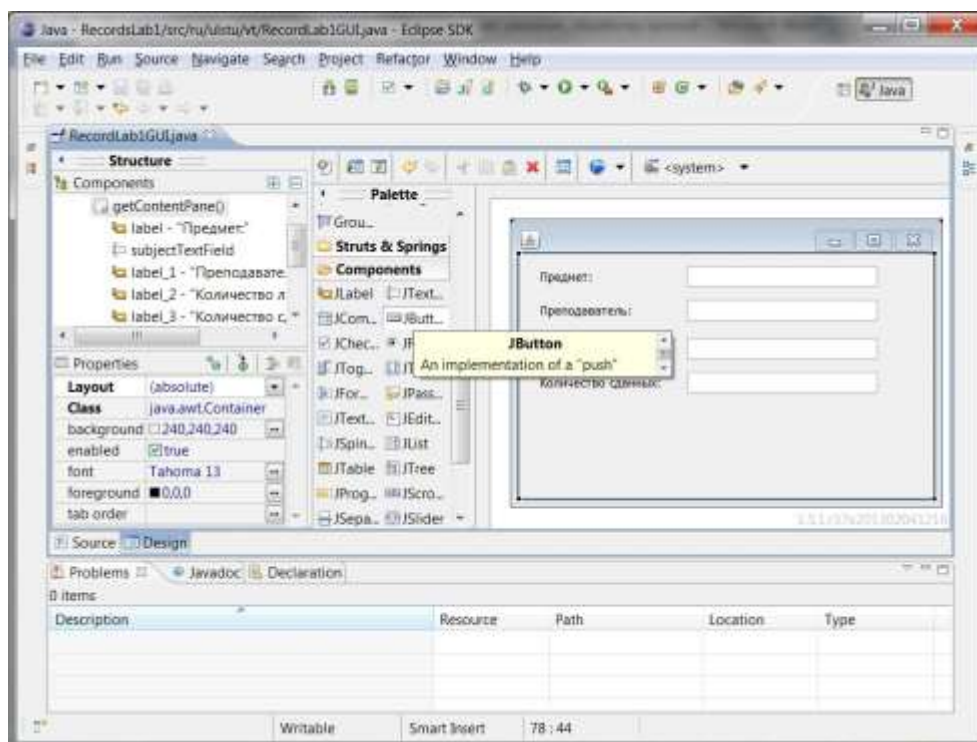 Java - RecordsLab1/src/ru/ulstu/vt/RecordLab1GUI.java - Eclipse SDK
File Edit Run Source Navigate Search Project Refactor Window Help
Java
RecordLab1GUI.java
Structure
Components
getContentPane()
label - "Предмет:"
subjectTextField
label_1 - "Преподавате
label_2 - "Количество л
label_3 - "Количество с,
Properties
Layout (absolute)
Class java.awt.Container
background 240,240,240
enabled true
font Tahoma 13
foreground 0,0,0
tab order
<system>
Palette
Grou...
Struts & Springs
Components
JLabel JText...
JCom... JButt...
JChec...
JTog...
JFor... JPass...
JText... JEdit...
JSpin... JList
JTable JTree
JProg... JScro...
JSepa... JSlider
JButton
An implementation of a "push"
Предмет:
Преподаватель:
Количество сданных:
Source Design
Problems Javadoc Declaration
0 items
Description Resource Path Location Type
Writable Smart Insert 78 : 44